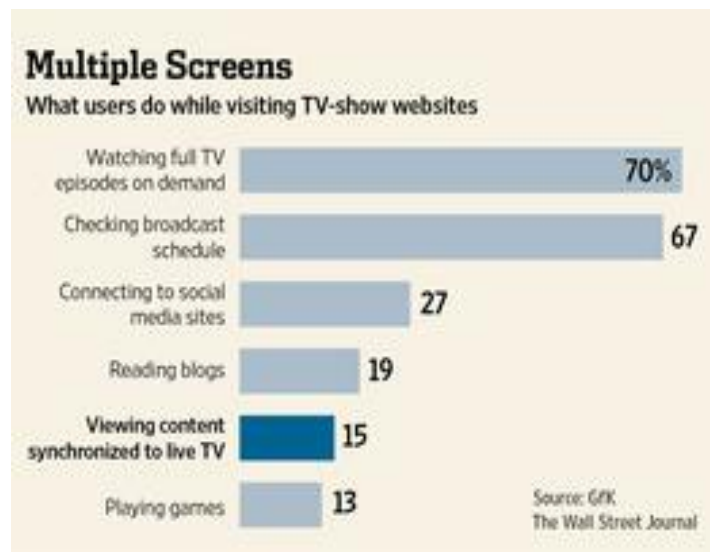 Multiple Screens
What users do while visiting TV-show websites
Watching full TV
episodes on demand
70%
Checking broadcast
schedule
67
Connecting to social
media sites
27
Reading blogs
19
Viewing content
synchronized to live TV
15
Playing games
13
Source: GfK
The Wall Street Journal